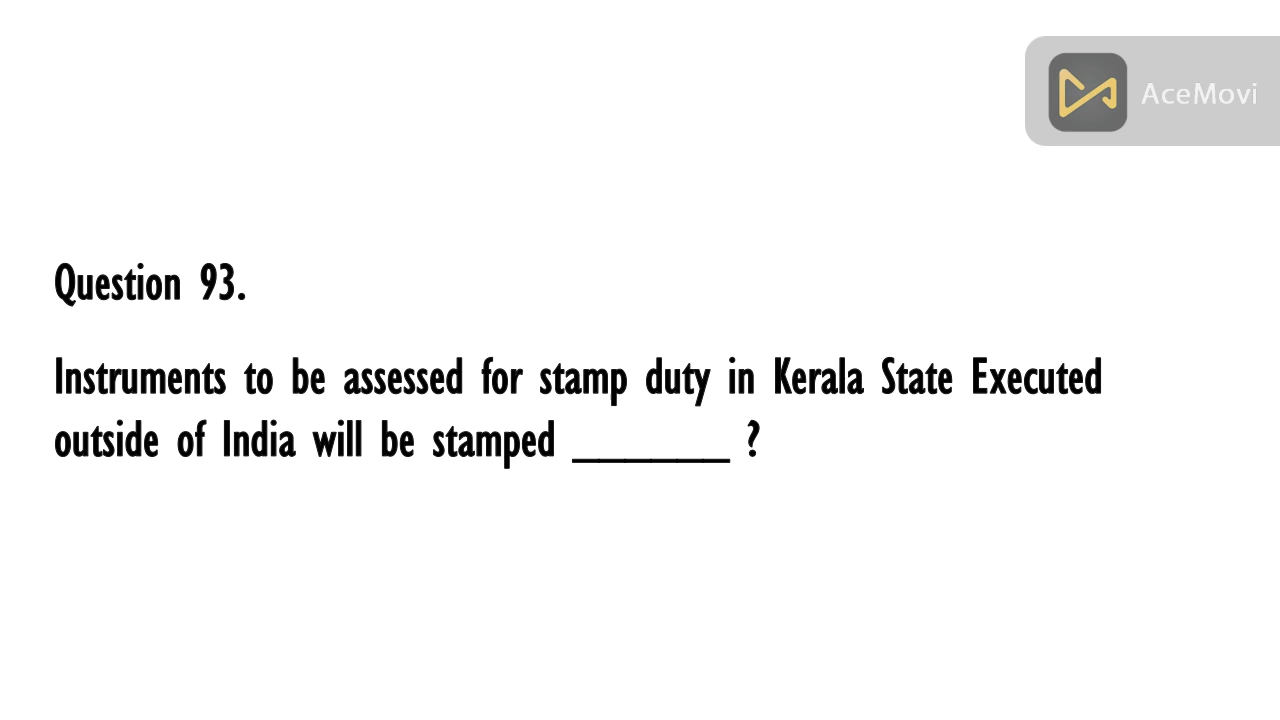 AceMovi
Question 93.
Instruments to be assessed for stamp duty in Kerala State Executed
outside of India will be stamped ______ ?